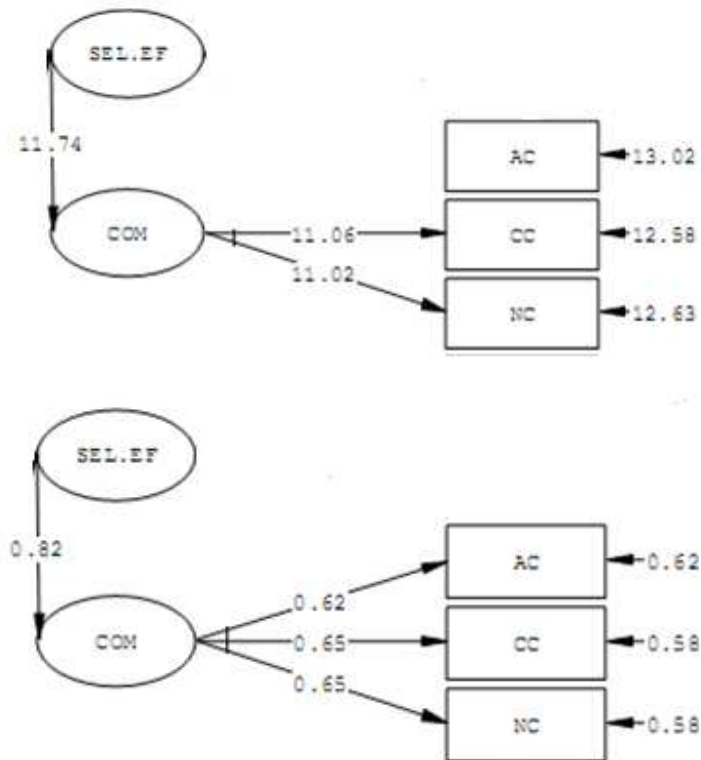 SEL.EF
11.74
AC
13.02
COM
11.06
CC
12.58
11.02
NC
12.63
SEL.EF
0.82
AC
0.62
0.62
COM
0.65
CC
0.58
0.65
NC
0.58